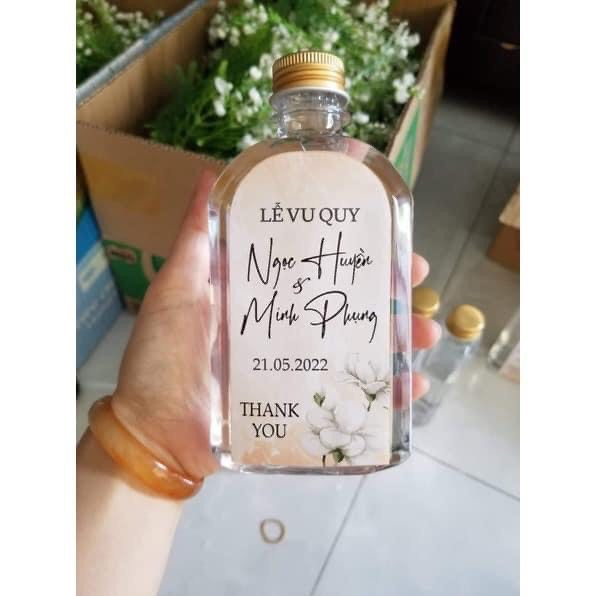 LỄ VU QUY
Ngọc Huyền
&
Minh Phụng
21.05.2022
THANK
YOU